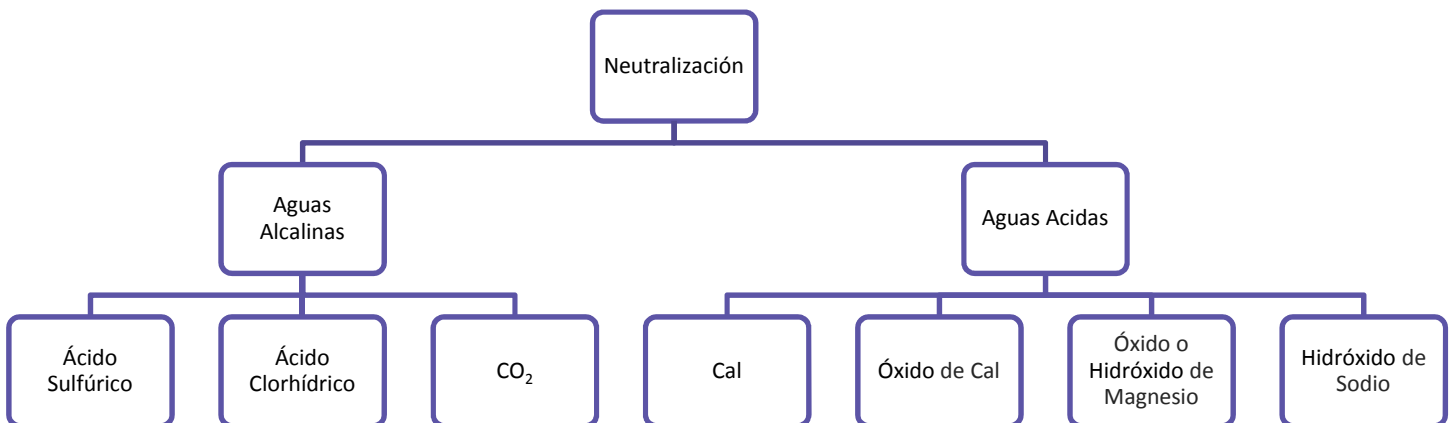 Neutralización
Aguas
Alcalinas
Aguas Acidas
Ácido
Sulfúrico
Ácido
Clorhídrico
CO₂
Cal
Óxido de Cal
Óxido o
Hidróxido de
Magnesio
Hidróxido de
Sodio